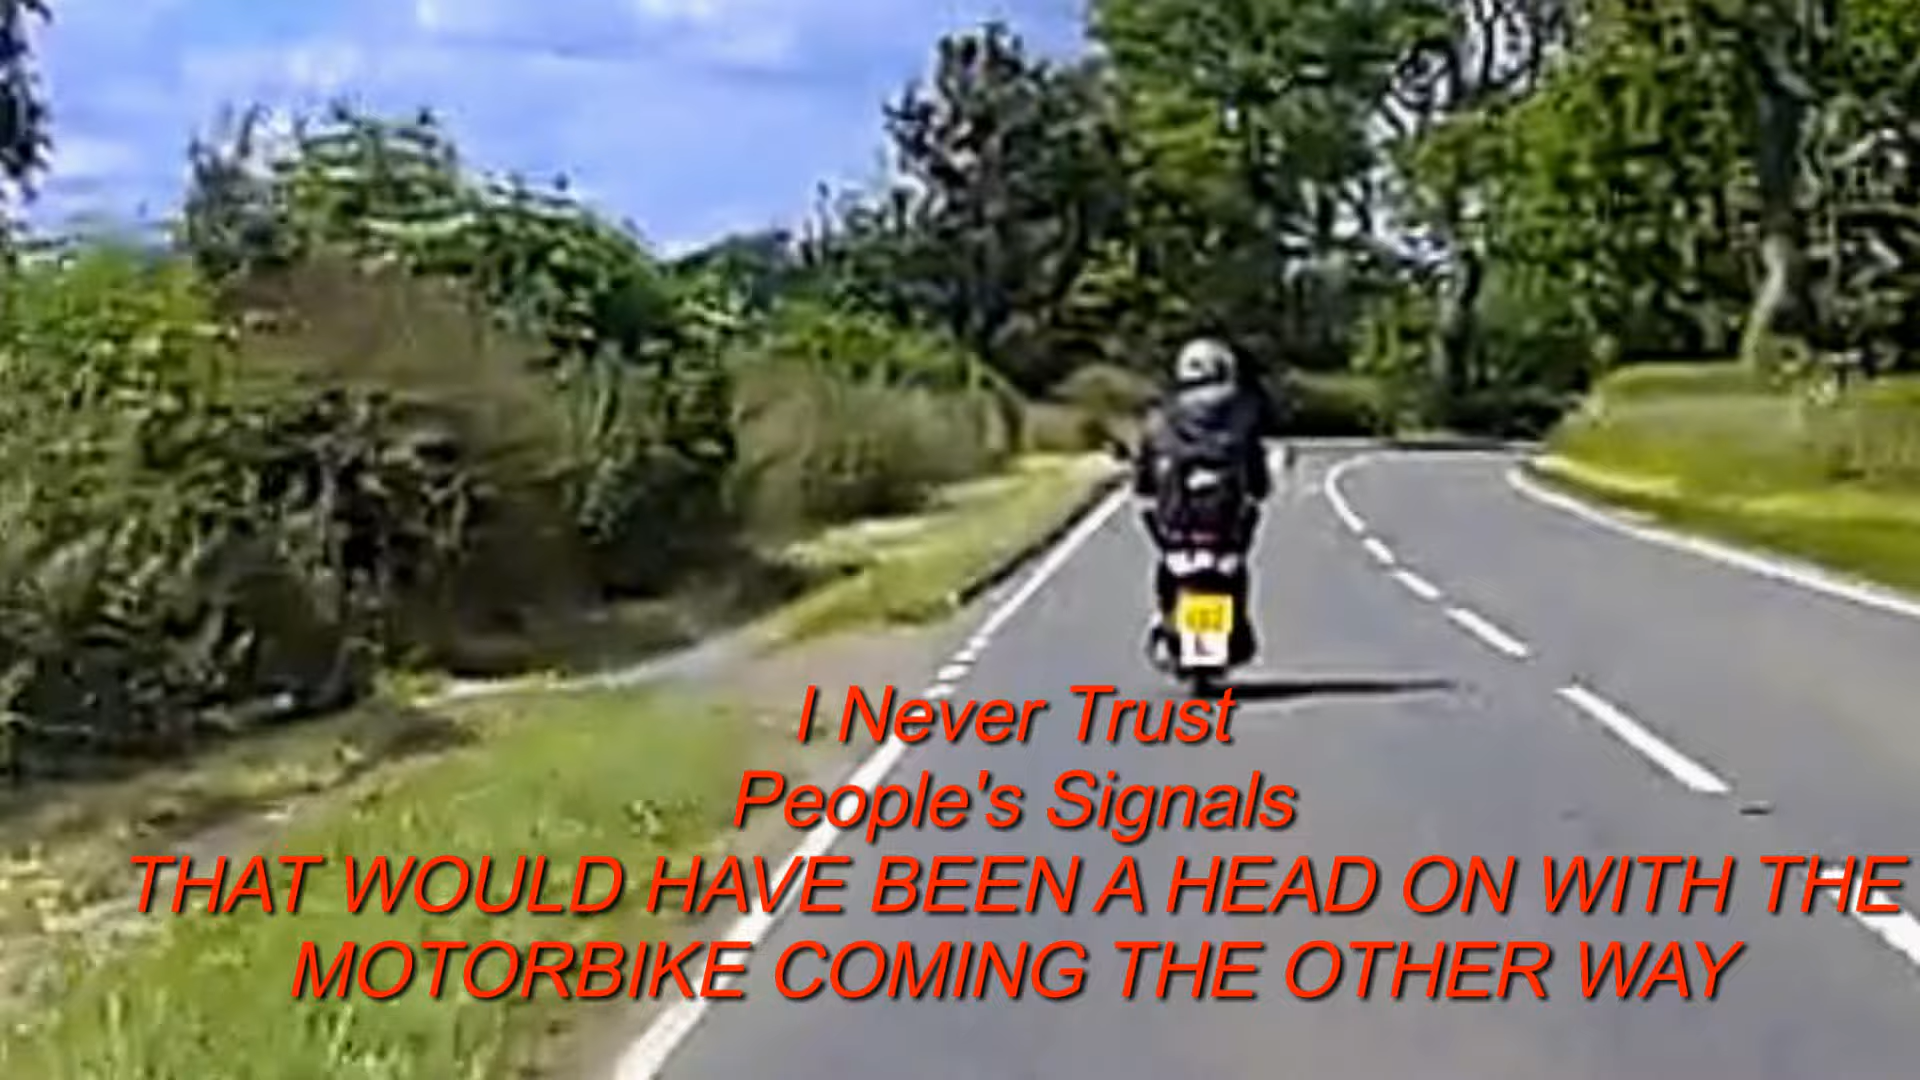 I Never Trust
People's Signals
THAT WOULD HAVE BEEN A HEAD ON WITH THE
MOTORBIKE COMING THE OTHER WAY
L